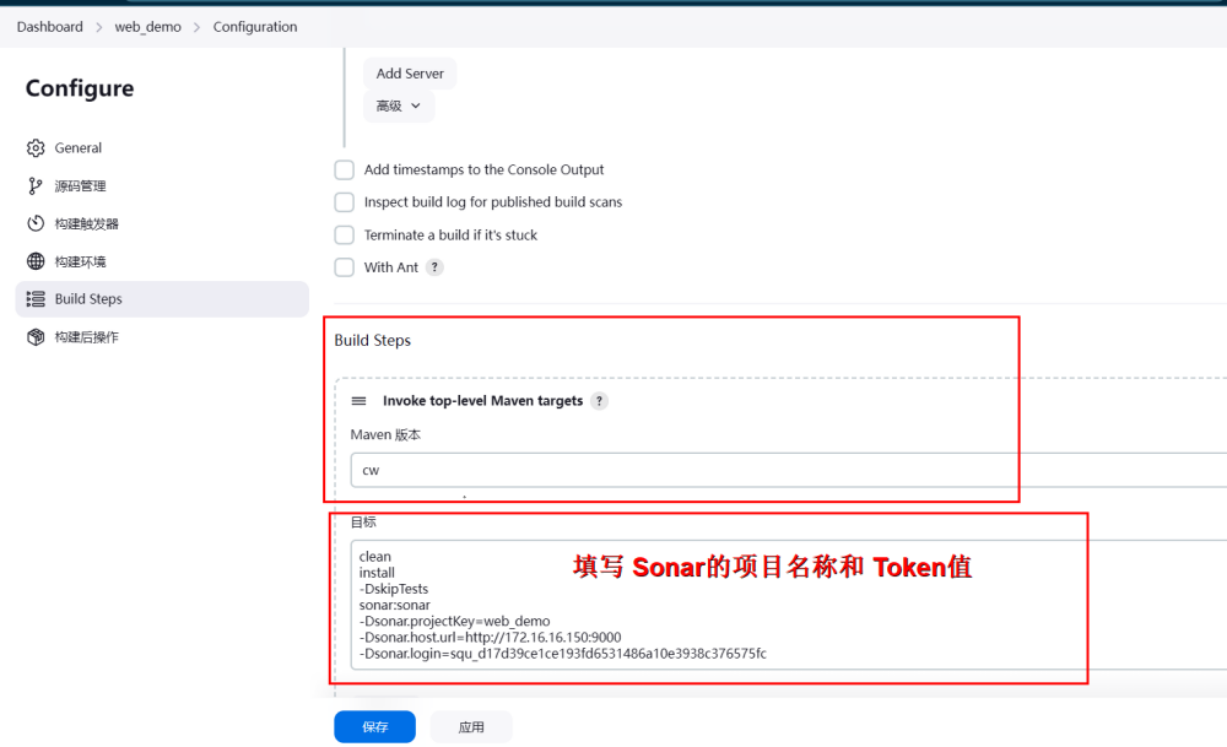 Dashboard > web_demo > Configuration
Configure
General
源码管理
构建触发器
构建环境
Build Steps
构建后操作
Add Server
高级
Add timestamps to the Console Output
Inspect build log for published build scans
Terminate a build if it's stuck
With Ant ?
Build Steps
Invoke top-level Maven targets ?
Maven 版本
cw
目标
clean
install
-DskipTests
sonar:sonar
-Dsonar.projectKey=web_demo
-Dsonar.host.url=http://172.16.16.150:9000
-Dsonar.login=squ_d17d39ce1ce193fd6531486a10e3938c376575fc
填写 Sonar的项目名称和 Token值
保存
应用